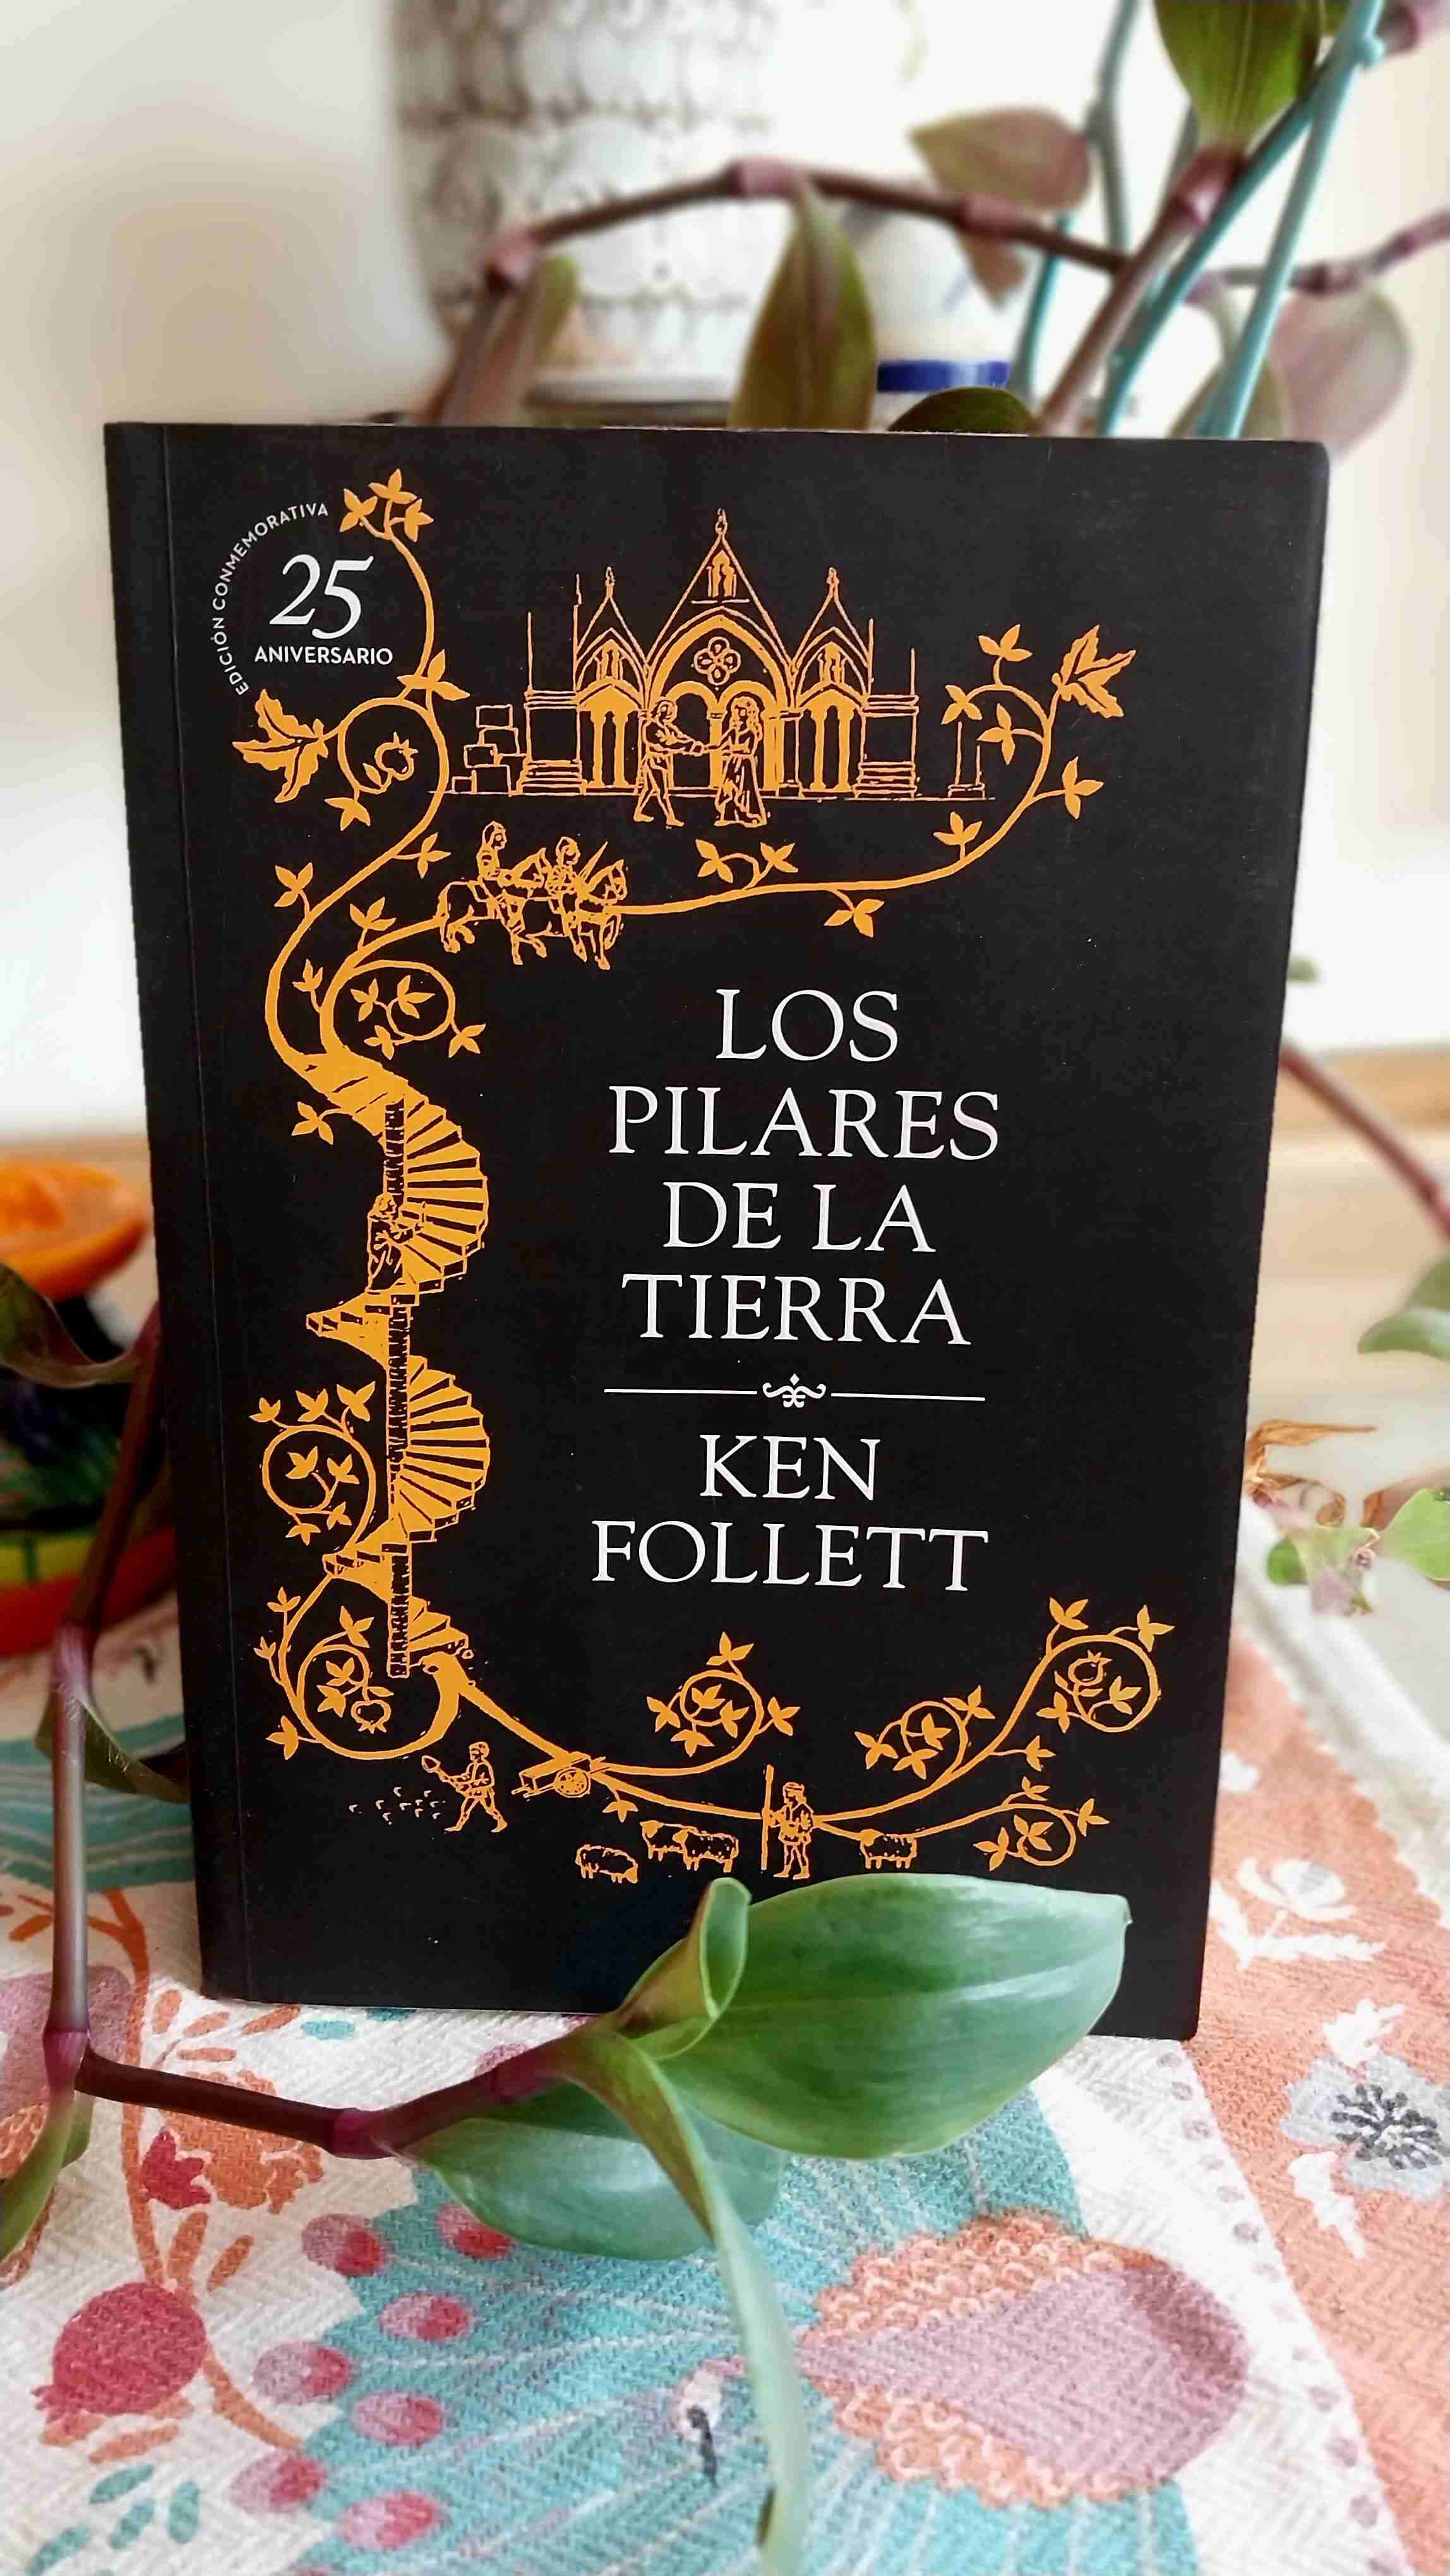 EDICIÓN CONMEMORATIVA
25
ANIVERSARIO
LOS
PILARES
DE LA
TIERRA
KEN
FOLLETT